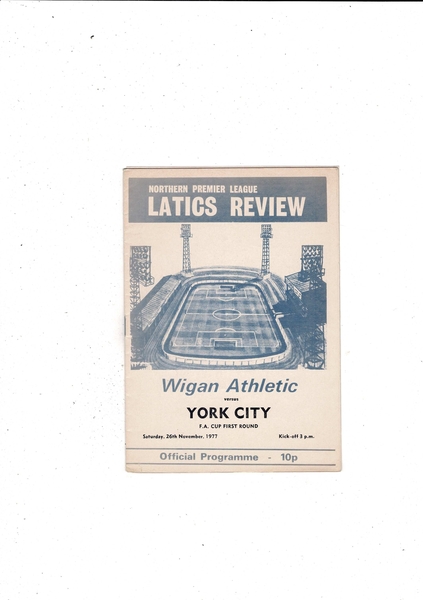 NORTHERN PREMIER LEAGUE
LATICS REVIEW
Wigan Athletic
versus
YORK CITY
F.A. CUP FIRST ROUND
Saturday, 26th November, 1977 Kick-off 3 p.m.
Official Programme - 10p